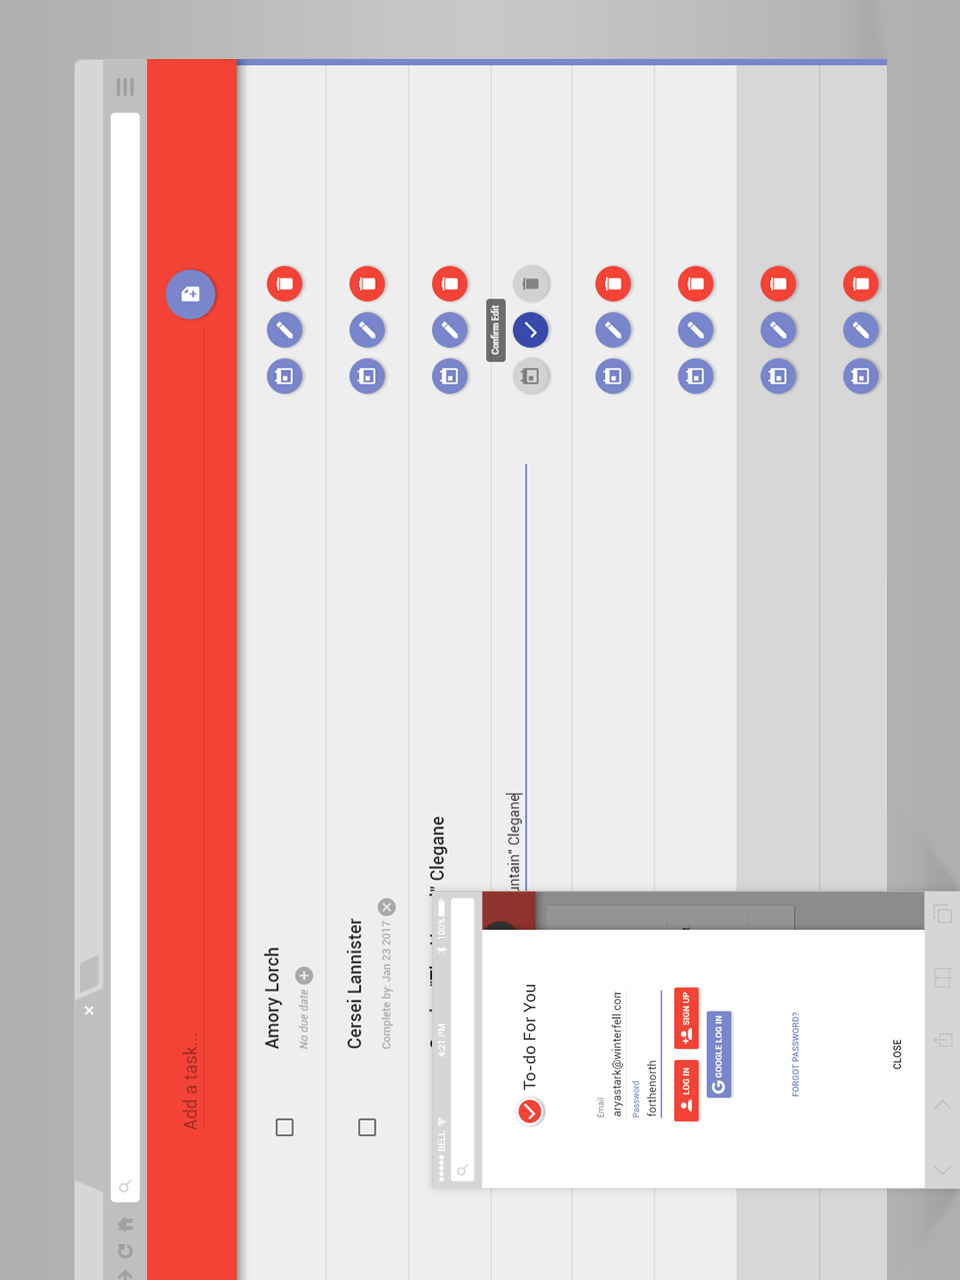 Add a task...
Amory Lorch
No due date
Cersei Lannister
Complete by: Jan 23 2017
Clegane
Confirm Edit
untain" Clegane
BELL
4:21 PM
100%
To-do For You
Email
aryastark@winterfell.com
Password
forthenorth
LOG IN
SIGN UP
GOOGLE LOG IN
FORGOT PASSWORD?
CLOSE